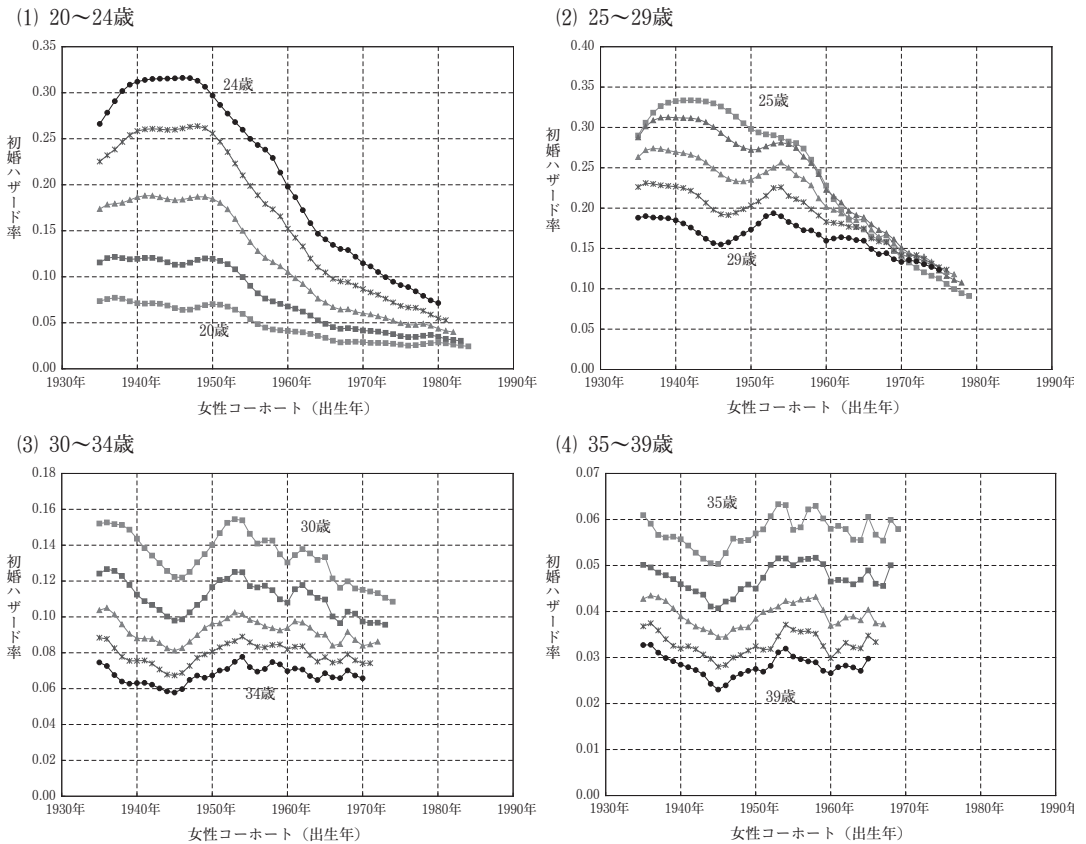 (1) 20〜24歳
0.35
0.30
0.25
0.20
0.15
0.10
0.05
0.00
初婚ハザード率
24歳
20歳
1930年 1940年 1950年 1960年 1970年 1980年 1990年
女性コーホート（出生年）
(2) 25〜29歳
0.40
0.35
0.30
0.25
0.20
0.15
0.10
0.05
0.00
初婚ハザード率
25歳
29歳
1930年 1940年 1950年 1960年 1970年 1980年 1990年
女性コーホート（出生年）
(3) 30〜34歳
0.18
0.16
0.14
0.12
0.10
0.08
0.06
0.04
0.02
0.00
初婚ハザード率
30歳
34歳
1930年 1940年 1950年 1960年 1970年 1980年 1990年
女性コーホート（出生年）
(4) 35〜39歳
0.07
0.06
0.05
0.04
0.03
0.02
0.01
0.00
初婚ハザード率
35歳
39歳
1930年 1940年 1950年 1960年 1970年 1980年 1990年
女性コーホート（出生年）